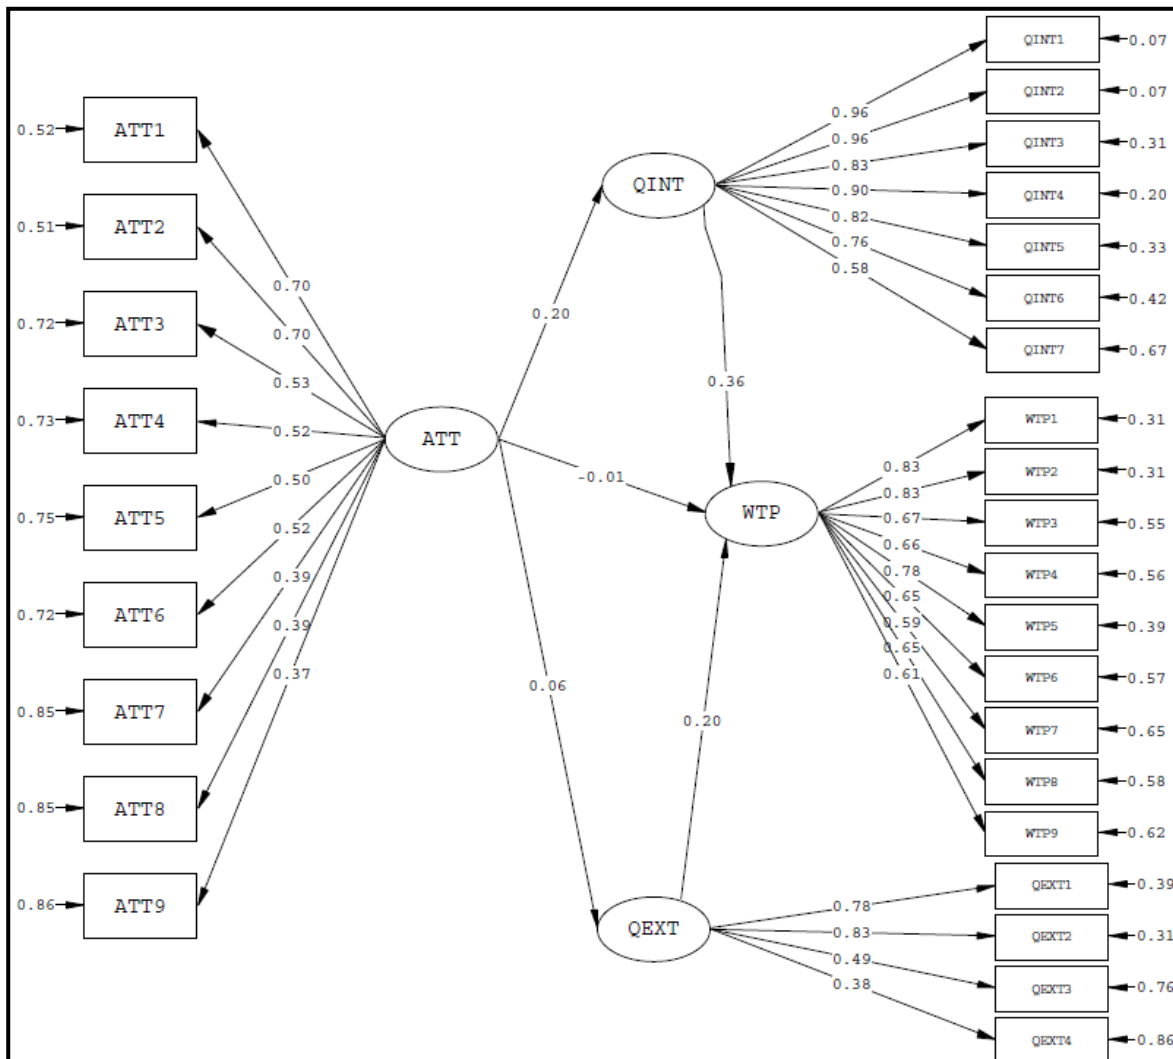 0.52 ATT1
0.51 ATT2
0.72 ATT3
0.73 ATT4
0.75 ATT5
0.72 ATT6
0.85 ATT7
0.85 ATT8
0.86 ATT9
0.70
0.70
0.53
0.52
0.50
0.52
0.39
0.39
0.37
ATT
0.20
-0.01
0.06
QINT
0.36
WTP
0.20
QEXT
0.96
0.96
0.83
0.90
0.82
0.76
0.58
QINT1 0.07
QINT2 0.07
QINT3 0.31
QINT4 0.20
QINT5 0.33
QINT6 0.42
QINT7 0.67
0.83
0.83
0.67
0.66
0.78
0.65
0.59
0.65
0.61
WTP1 0.31
WTP2 0.31
WTP3 0.55
WTP4 0.56
WTP5 0.39
WTP6 0.57
WTP7 0.65
WTP8 0.58
WTP9 0.62
0.78
0.83
0.49
0.38
QEXT1 0.39
QEXT2 0.31
QEXT3 0.76
QEXT4 0.86